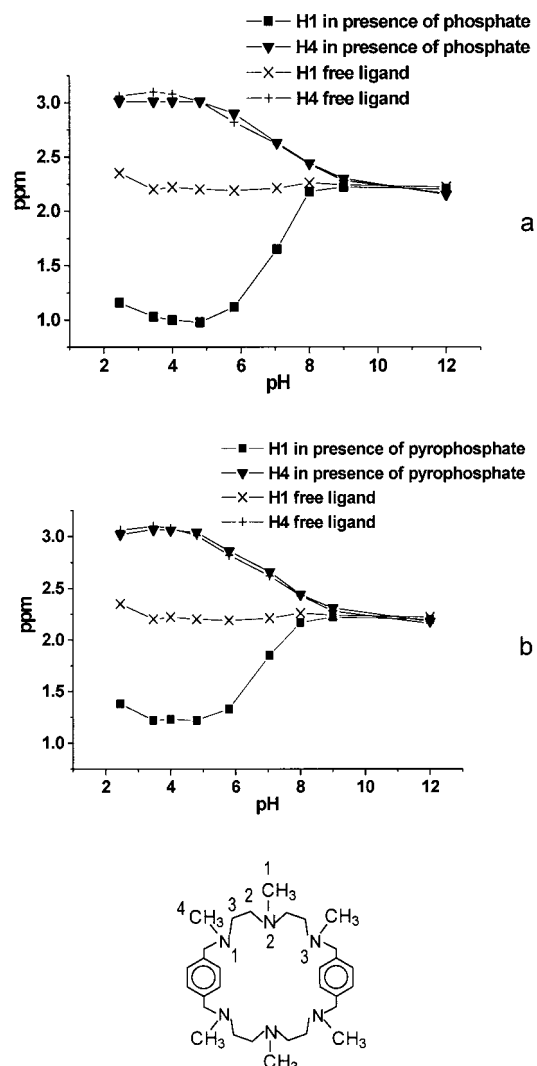 H1 in presence of phosphate
H4 in presence of phosphate
H1 free ligand
H4 free ligand
3.0
2.5
2.0
1.5
1.0
ppm
2 4 6 8 10 12
pH
a
H1 in presence of pyrophosphate
H4 in presence of pyrophosphate
H1 free ligand
H4 free ligand
3.0
2.5
2.0
1.5
1.0
ppm
2 4 6 8 10 12
pH
b
1
CH3
4 3 2
CH3 N CH3
N 2 N
1 3
N N
CH3 N CH3
CH3